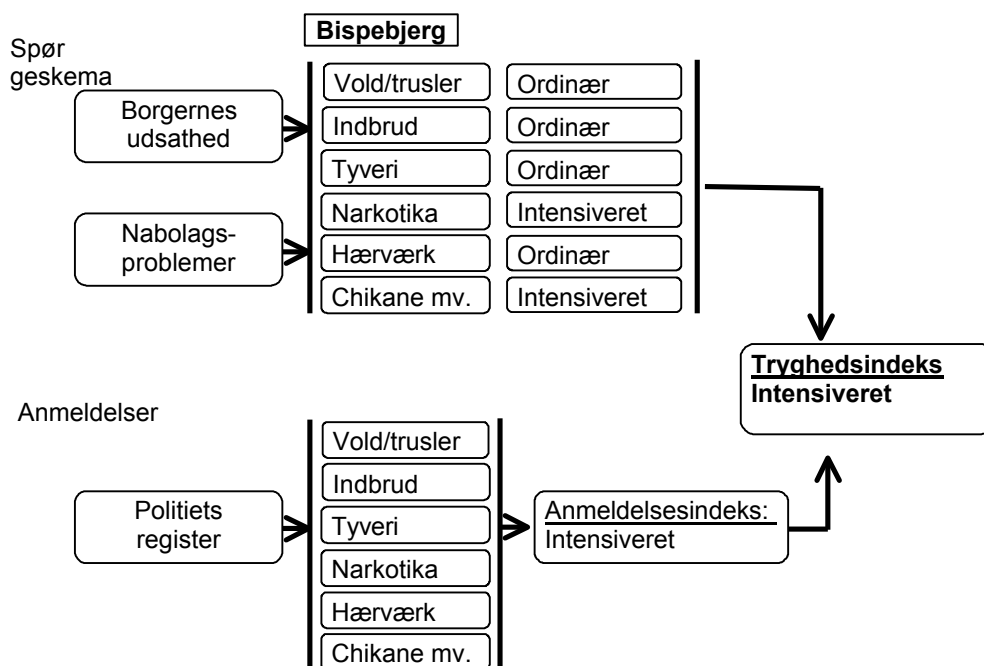 Bispebjerg
Spør
geskema
Borgernes
udsathed
Nabolags-
problemer
Vold/trusler
Ordinær
Indbrud
Ordinær
Tyveri
Ordinær
Narkotika
Intensiveret
Hærværk
Ordinær
Chikane mv.
Intensiveret
Tryghedsindeks
Intensiveret
Anmeldelser
Politiets
register
Vold/trusler
Indbrud
Tyveri
Narkotika
Hærværk
Chikane mv.
Anmeldelsesindeks:
Intensiveret